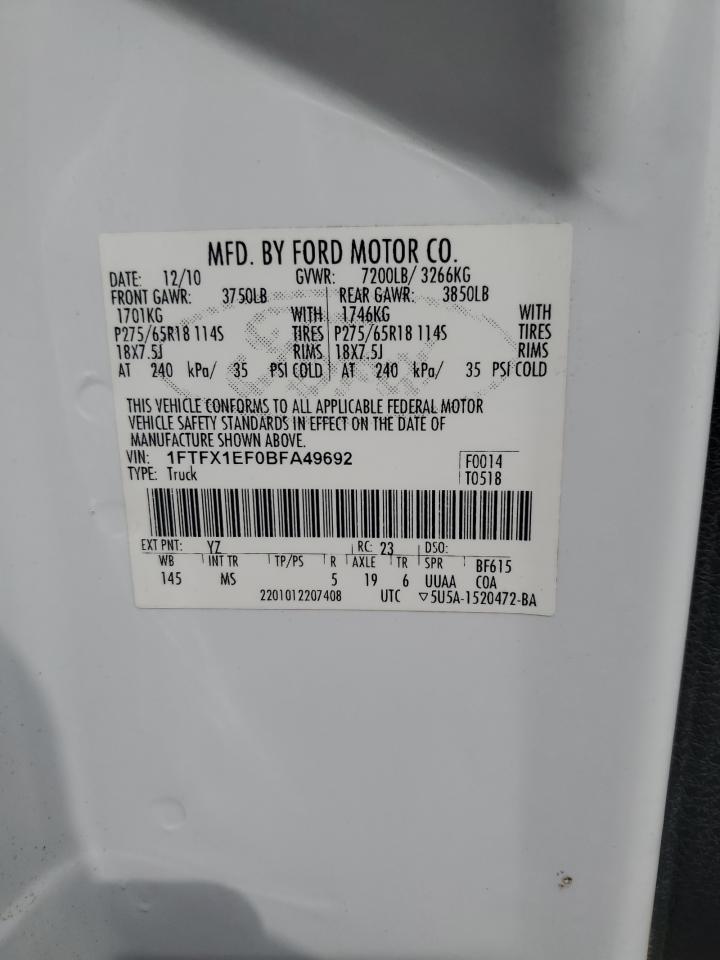 MFD. BY FORD MOTOR CO.
DATE: 12/10 GVWR: 7200LB/ 3266KG
FRONT GAWR: 3750LB REAR GAWR: 3850LB
1701KG WITH 1746KG WITH
P275/65R18 114S TIRES P275/65R18 114S TIRES
18X7.5J RIMS 18X7.5J RIMS
AT 240 kPa/ 35 PSI COLD AT 240 kPa/ 35 PSI COLD
THIS VEHICLE CONFORMS TO ALL APPLICABLE FEDERAL MOTOR
VEHICLE SAFETY STANDARDS IN EFFECT ON THE DATE OF
MANUFACTURE SHOWN ABOVE.
VIN: 1FTFX1EF0BFA49692 F0014
TYPE: Truck T0518
EXT PNT: YZ RC: 23 DSO:
WB INT TR TP/PS R AXLE TR SPR BF615
145 MS 5 19 6 UUAA COA
2201012207408 UTC ▽5U5A-1520472-BA